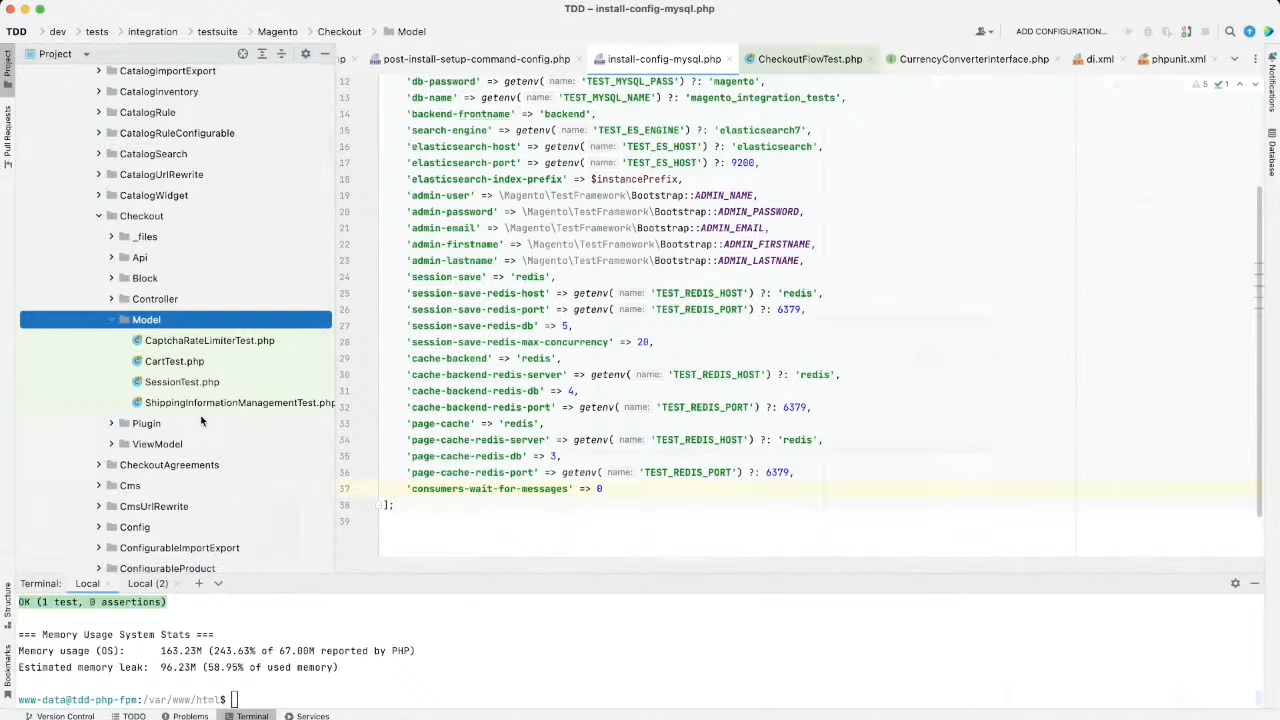 TDD – install-config-mysql.php
TDD dev tests integration testsuite Magento Checkout Model ADD CONFIGURATION...
Project
post-install-setup-command-config.php install-config-mysql.php CheckoutFlowTest.php CurrencyConverterInterface.php di.xml phpunit.xml
5 1
CatalogImportExport
CatalogInventory
CatalogRule
CatalogRuleConfigurable
CatalogSearch
CatalogUrlRewrite
CatalogWidget
Checkout
_files
Api
Block
Controller
Model
CaptchaRateLimiterTest.php
CartTest.php
SessionTest.php
ShippingInformationManagementTest.php
Plugin
ViewModel
CheckoutAgreements
Cms
CmsUrlRewrite
Config
ConfigurableImportExport
ConfigurableProduct
12 'db-password' => getenv( name: 'TEST_MYSQL_PASS') ?: 'magento',
13 'db-name' => getenv( name: 'TEST_MYSQL_NAME') ?: 'magento_integration_tests',
14 'backend-frontname' => 'backend',
15 'search-engine' => getenv( name: 'TEST_ES_ENGINE') ?: 'elasticsearch7',
16 'elasticsearch-host' => getenv( name: 'TEST_ES_HOST') ?: 'elasticsearch',
17 'elasticsearch-port' => getenv( name: 'TEST_ES_HOST') ?: 9200,
18 'elasticsearch-index-prefix' => $instancePrefix,
19 'admin-user' => \Magento\TestFramework\Bootstrap::ADMIN_NAME,
20 'admin-password' => \Magento\TestFramework\Bootstrap::ADMIN_PASSWORD,
21 'admin-email' => \Magento\TestFramework\Bootstrap::ADMIN_EMAIL,
22 'admin-firstname' => \Magento\TestFramework\Bootstrap::ADMIN_FIRSTNAME,
23 'admin-lastname' => \Magento\TestFramework\Bootstrap::ADMIN_LASTNAME,
24 'session-save' => 'redis',
25 'session-save-redis-host' => getenv( name: 'TEST_REDIS_HOST') ?: 'redis',
26 'session-save-redis-port' => getenv( name: 'TEST_REDIS_PORT') ?: 6379,
27 'session-save-redis-db' => 5,
28 'session-save-redis-max-concurrency' => 20,
29 'cache-backend' => 'redis',
30 'cache-backend-redis-server' => getenv( name: 'TEST_REDIS_HOST') ?: 'redis',
31 'cache-backend-redis-db' => 4,
32 'cache-backend-redis-port' => getenv( name: 'TEST_REDIS_PORT') ?: 6379,
33 'page-cache' => 'redis',
34 'page-cache-redis-server' => getenv( name: 'TEST_REDIS_HOST') ?: 'redis',
35 'page-cache-redis-db' => 3,
36 'page-cache-redis-port' => getenv( name: 'TEST_REDIS_PORT') ?: 6379,
37 'consumers-wait-for-messages' => 0
38 ];
39
Project
Pull Requests
Structure
Bookmarks
Notifications
Database
Terminal: Local Local (2)
OK (1 test, 0 assertions)
=== Memory Usage System Stats ===
Memory usage (OS): 163.23M (243.63% of 67.00M reported by PHP)
Estimated memory leak: 96.23M (58.95% of used memory)
www-data@tdd-php-fpm:/var/www/html$
Version Control TODO Problems Terminal Services